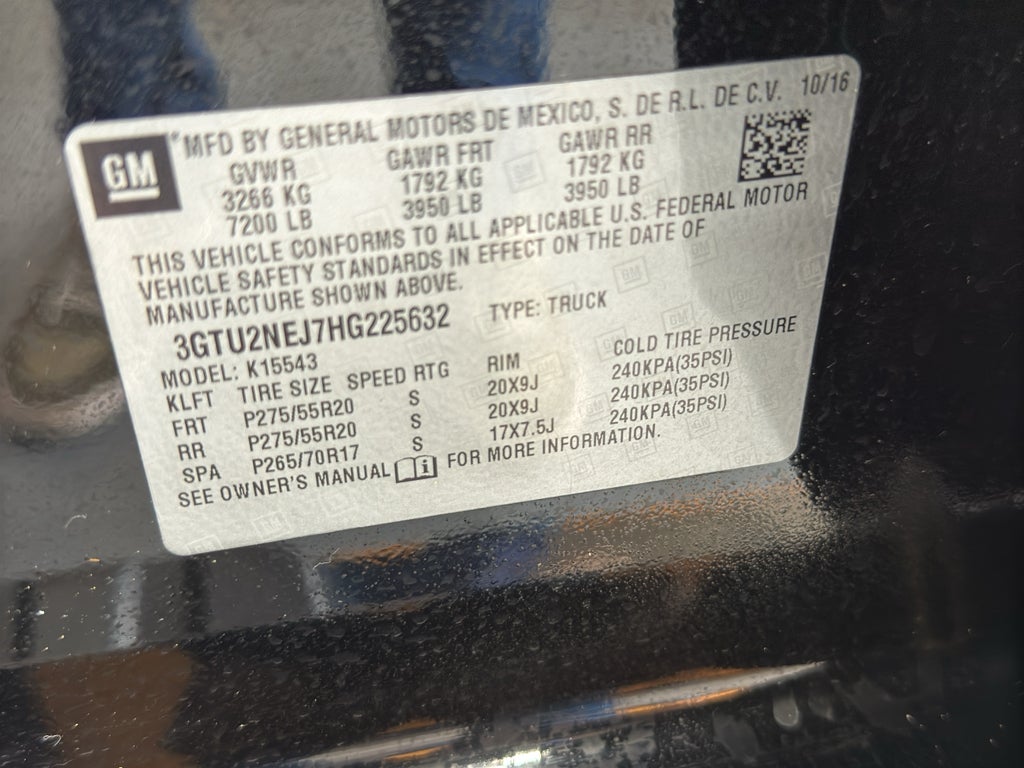 GM
MFD BY GENERAL MOTORS DE MEXICO, S. DE R.L. DE C.V. 10/16
GVWR GAWR FRT GAWR RR
3266 KG 1792 KG 1792 KG
7200 LB 3950 LB 3950 LB
THIS VEHICLE CONFORMS TO ALL APPLICABLE U.S. FEDERAL MOTOR
VEHICLE SAFETY STANDARDS IN EFFECT ON THE DATE OF
MANUFACTURE SHOWN ABOVE.
3GTU2NEJ7HG225632 TYPE: TRUCK
MODEL: K15543
KLFT TIRE SIZE SPEED RTG RIM COLD TIRE PRESSURE
FRT P275/55R20 S 20X9J 240KPA(35PSI)
RR P275/55R20 S 20X9J 240KPA(35PSI)
SPA P265/70R17 S 17X7.5J 240KPA(35PSI)
SEE OWNER'S MANUAL FOR MORE INFORMATION.